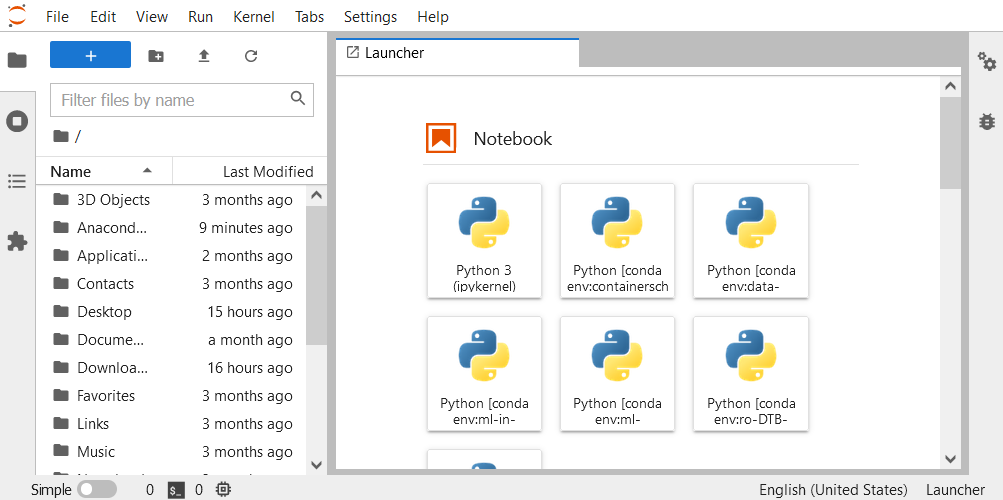 File Edit View Run Kernel Tabs Settings Help
+
Filter files by name
/
Name Last Modified
3D Objects 3 months ago
Anacond... 9 minutes ago
Applicati... 2 months ago
Contacts 3 months ago
Desktop 15 hours ago
Docume... a month ago
Downloa... 16 hours ago
Favorites 3 months ago
Links 3 months ago
Music 3 months ago
Launcher
Notebook
Python 3
(ipykernel)
Python [conda
env:containersch
Python [conda
env:data-
Python [conda
env:ml-in-
Python [conda
env:ml-
Python [conda
env:ro-DTB-
Simple 0 $_ 0 English (United States) Launcher